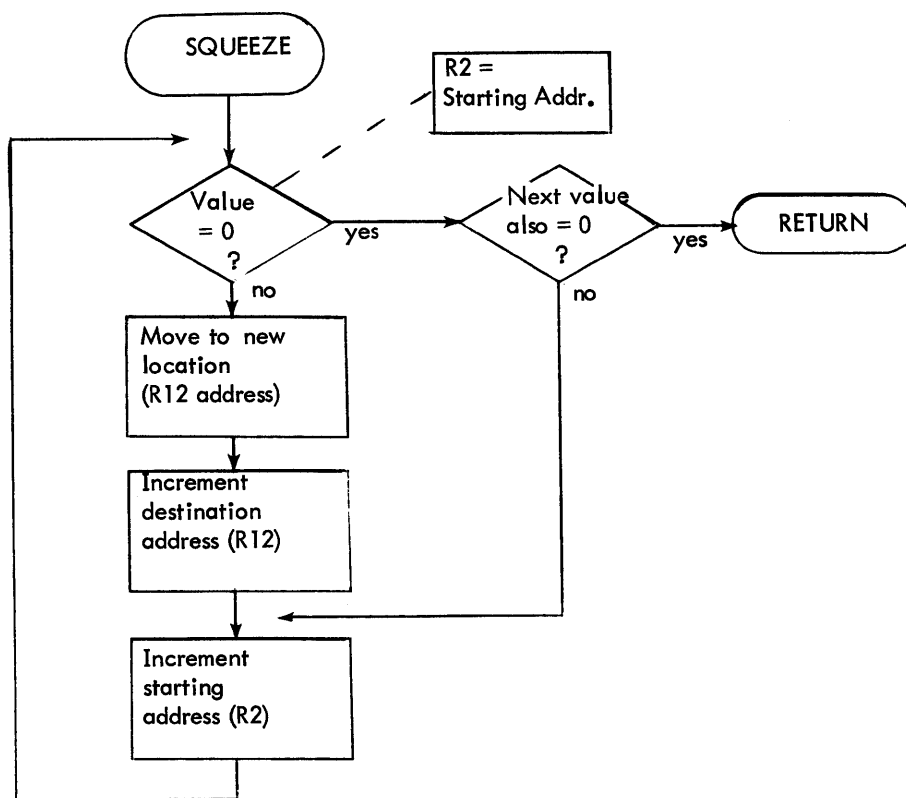 SQUEEZE
R2 =
Starting Addr.
Value
= 0
?
yes
no
Next value
also = 0
?
yes
no
RETURN
Move to new
location
(R12 address)
Increment
destination
address (R12)
Increment
starting
address (R2)